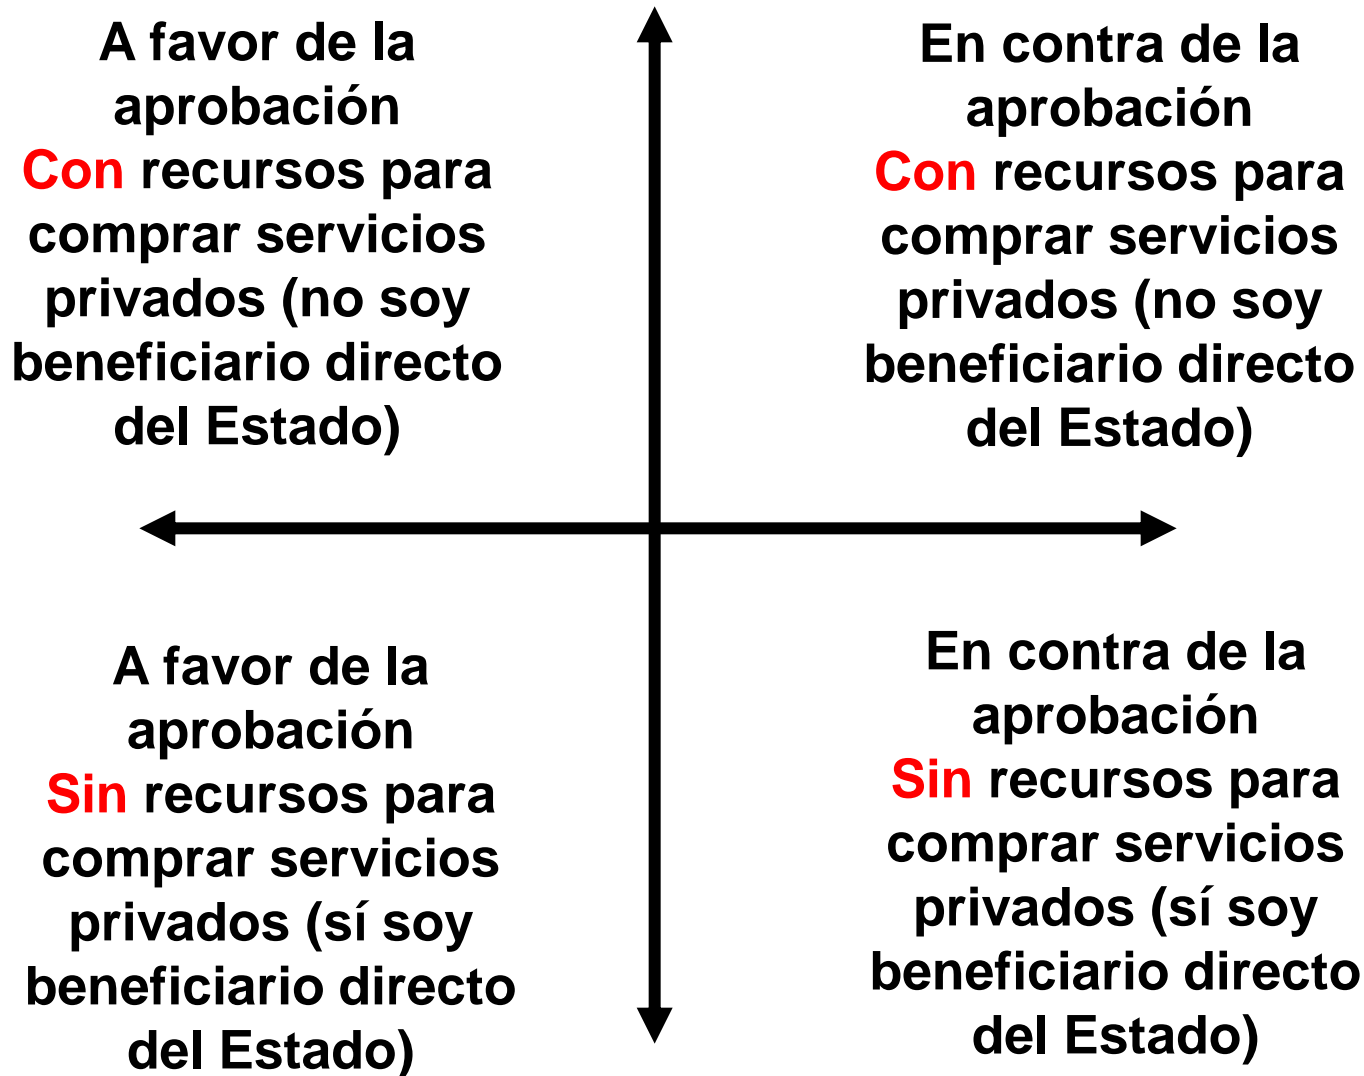 A favor de la
aprobación
Con recursos para
comprar servicios
privados (no soy
beneficiario directo
del Estado)
En contra de la
aprobación
Con recursos para
comprar servicios
privados (no soy
beneficiario directo
del Estado)
A favor de la
aprobación
Sin recursos para
comprar servicios
privados (sí soy
beneficiario directo
del Estado)
En contra de la
aprobación
Sin recursos para
comprar servicios
privados (sí soy
beneficiario directo
del Estado)